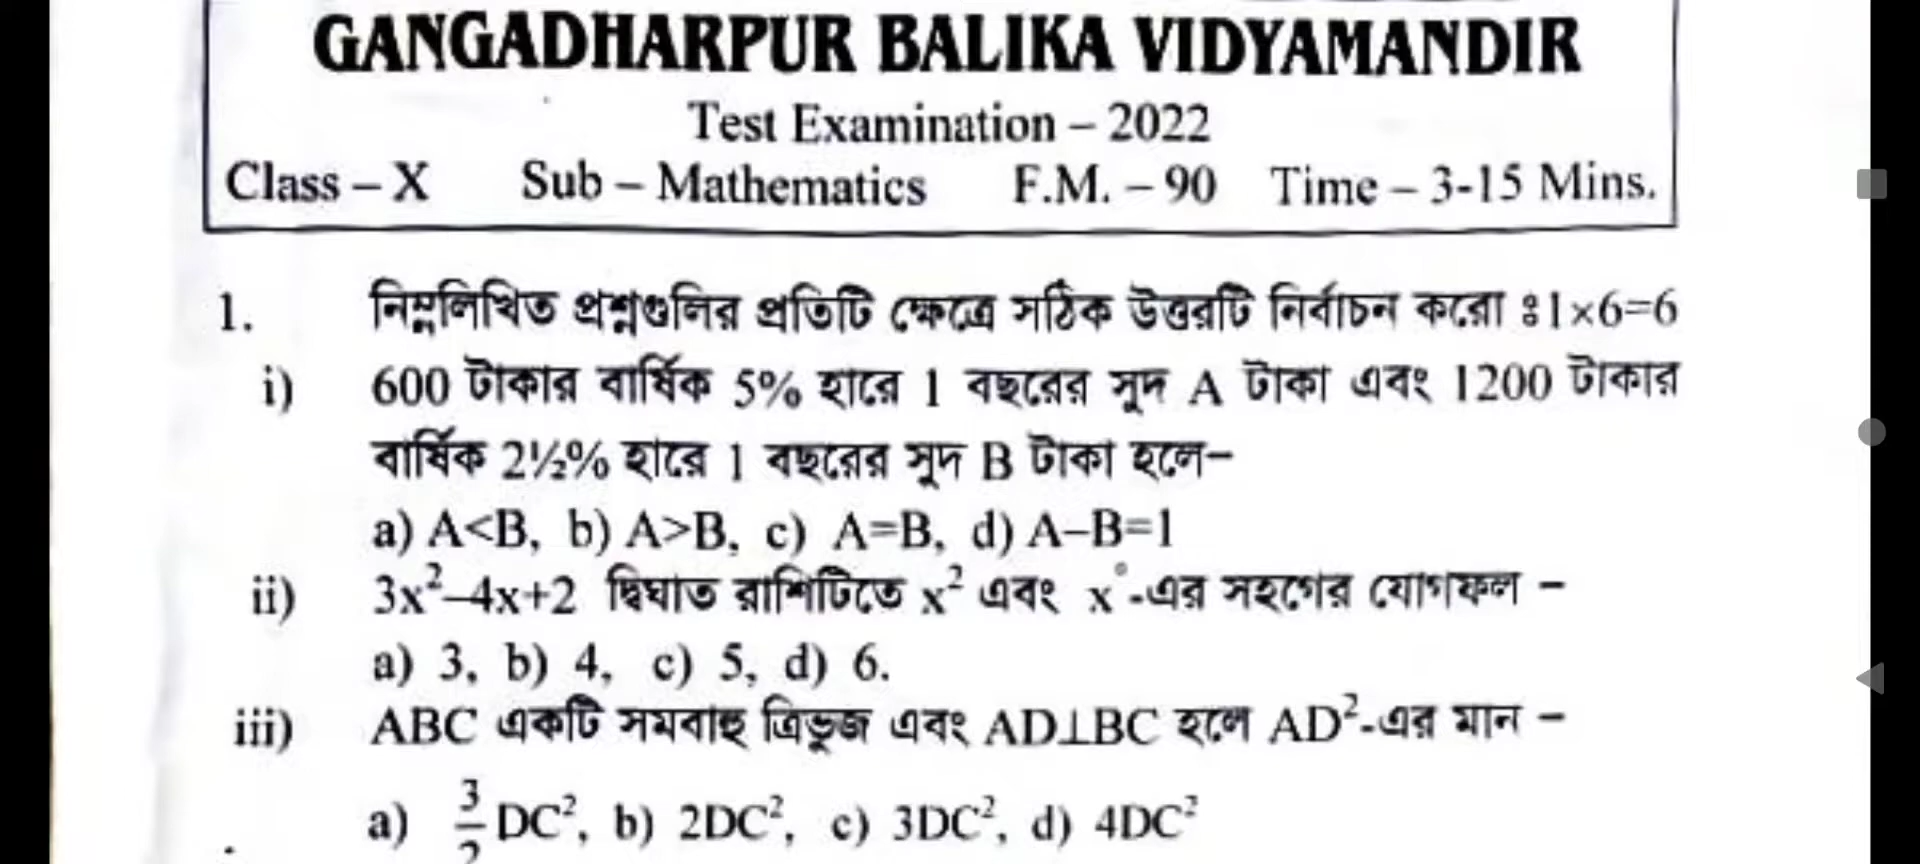 GANGADHARPUR BALIKA VIDYAMANDIR
Test Examination – 2022
Class – X Sub – Mathematics F.M. – 90 Time – 3-15 Mins.
1. নিম্নলিখিত প্রশ্নগুলির প্রতিটি ক্ষেত্রে সঠিক উত্তরটি নির্বাচন করো ঃ 1×6=6
i) 600 টাকার বার্ষিক 5% হারে 1 বছরের সুদ A টাকা এবং 1200 টাকার
বার্ষিক 2½% হারে 1 বছরের সুদ B টাকা হলে–
a) A<B, b) A>B, c) A=B, d) A–B=1
ii) 3x²–4x+2 দ্বিঘাত রাশিটিতে x² এবং x°-এর সহগের যোগফল –
a) 3, b) 4, c) 5, d) 6.
iii) ABC একটি সমবাহু ত্রিভূজ এবং AD⊥BC হলে AD²-এর মান –
a) 3/2 DC², b) 2DC², c) 3DC², d) 4DC²